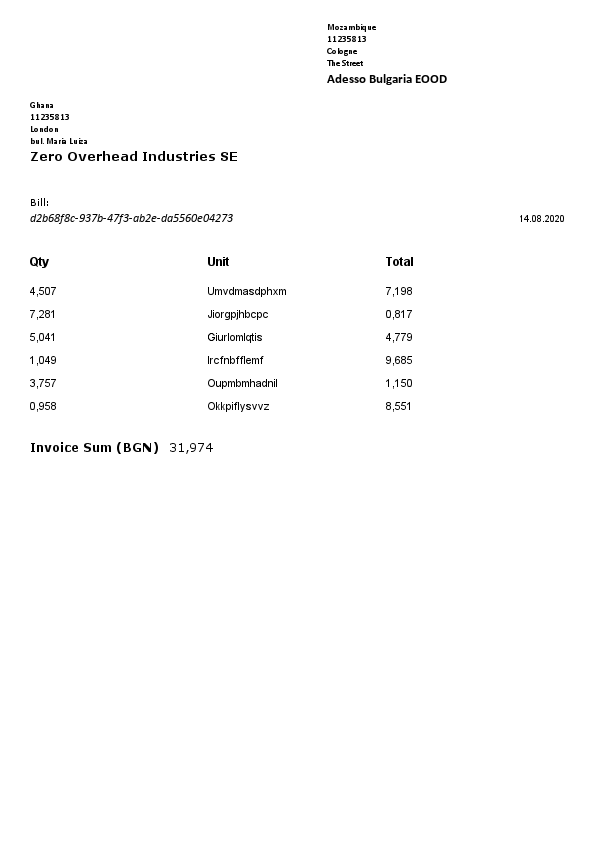 Mozambique
11235813
Cologne
The Street
Adesso Bulgaria EOOD
Ghana
11235813
London
bul. Maria Luiza
Zero Overhead Industries SE
Bill:
d2b68f8c-937b-47f3-ab2e-da5560e04273 14.08.2020
Qty Unit Total
4,507 Umvdmasdphxm 7,198
7,281 Jiorgpjhbcpc 0,817
5,041 Giurlomlqtis 4,779
1,049 Ircfnbfflemf 9,685
3,757 Oupmbmhadnil 1,150
0,958 Okkpiflysvvz 8,551
Invoice Sum (BGN) 31,974